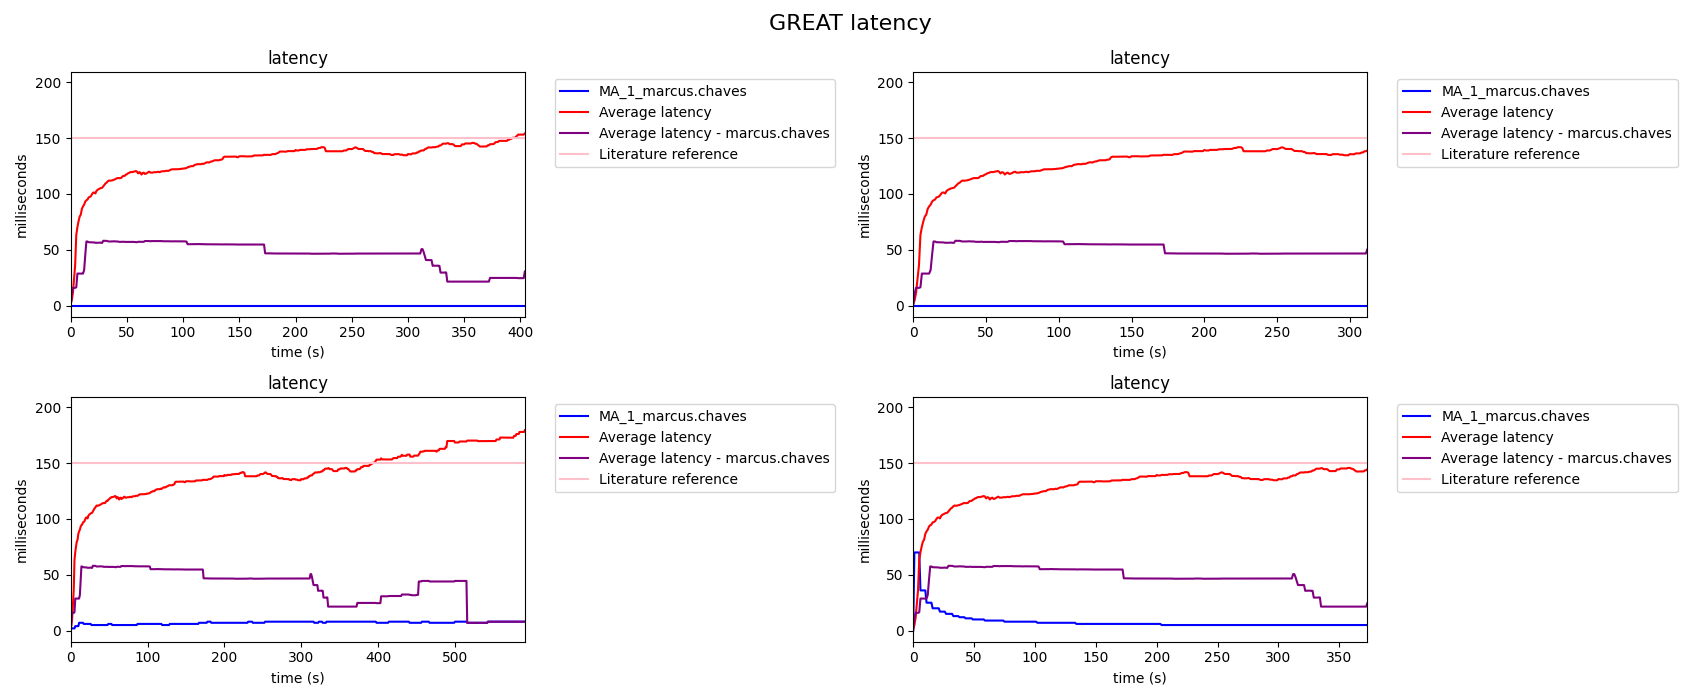 GREAT latency
latency
200
150
100
50
0
milliseconds
0 50 100 150 200 250 300 350 400
time (s)
MA_1_marcus.chaves
Average latency
Average latency - marcus.chaves
Literature reference
latency
200
150
100
50
0
milliseconds
0 50 100 150 200 250 300
time (s)
MA_1_marcus.chaves
Average latency
Average latency - marcus.chaves
Literature reference
latency
200
150
100
50
0
milliseconds
0 100 200 300 400 500
time (s)
MA_1_marcus.chaves
Average latency
Average latency - marcus.chaves
Literature reference
latency
200
150
100
50
0
milliseconds
0 50 100 150 200 250 300 350
time (s)
MA_1_marcus.chaves
Average latency
Average latency - marcus.chaves
Literature reference